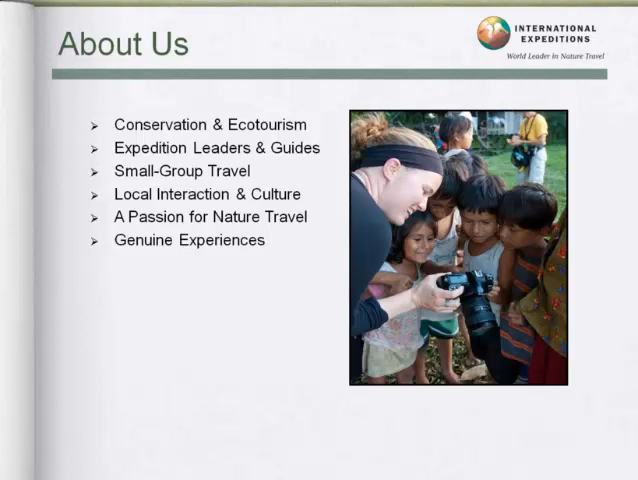 About Us
INTERNATIONAL
EXPEDITIONS
World Leader in Nature Travel
Conservation & Ecotourism
Expedition Leaders & Guides
Small-Group Travel
Local Interaction & Culture
A Passion for Nature Travel
Genuine Experiences